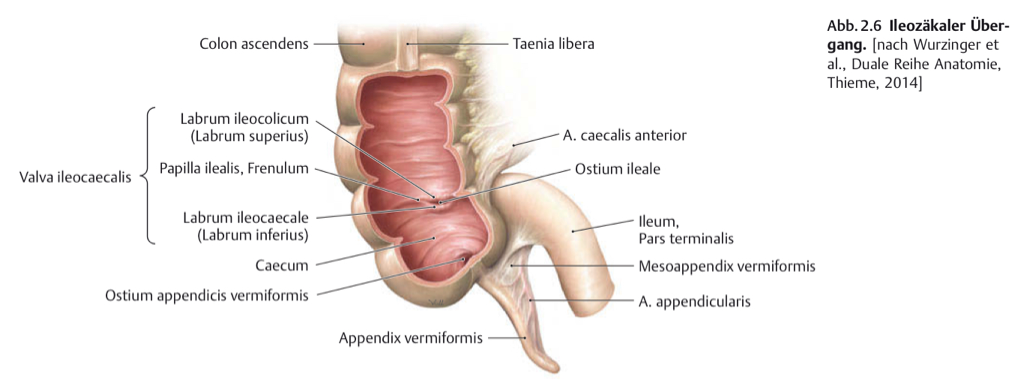 Abb. 2.6 Ileozäkaler Über-
gang. [nach Wurzinger et
al., Duale Reihe Anatomie,
Thieme, 2014]
Colon ascendens
Taenia libera
Labrum ileocolicum
(Labrum superius)
A. caecalis anterior
Papilla ilealis, Frenulum
Ostium ileale
Valva ileocaecalis
Labrum ileocaecale
(Labrum inferius)
Ileum,
Pars terminalis
Caecum
Mesoappendix vermiformis
Ostium appendicis vermiformis
A. appendicularis
Appendix vermiformis